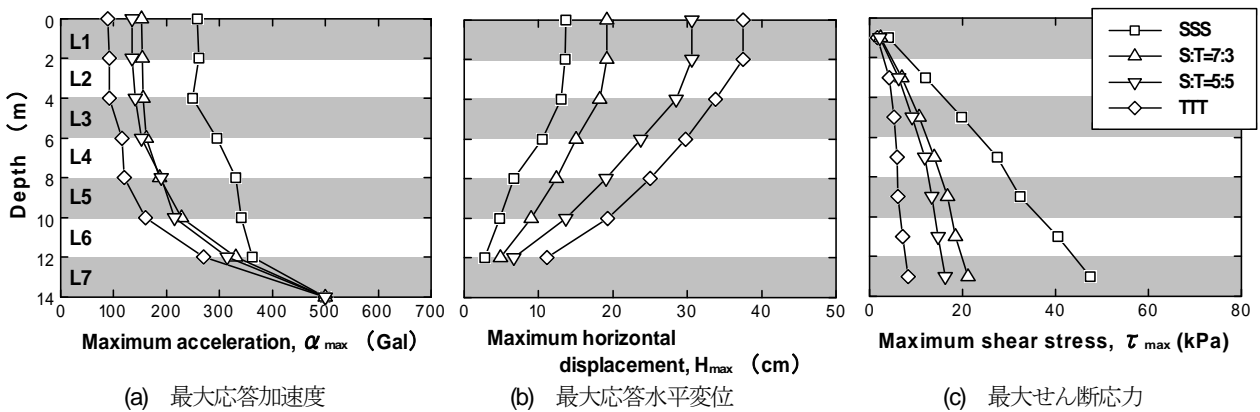 Depth (m)
0
2
4
6
8
10
12
14
L1
L2
L3
L4
L5
L6
L7
0 100 200 300 400 500 600 700
Maximum acceleration, α max (Gal)
(a) 最大応答加速度
0 10 20 30 40 50
Maximum horizontal
displacement, Hmax (cm)
(b) 最大応答水平変位
SSS
S:T=7:3
S:T=5:5
TTT
0 20 40 60 80
Maximum shear stress, τ max (kPa)
(c) 最大せん断応力